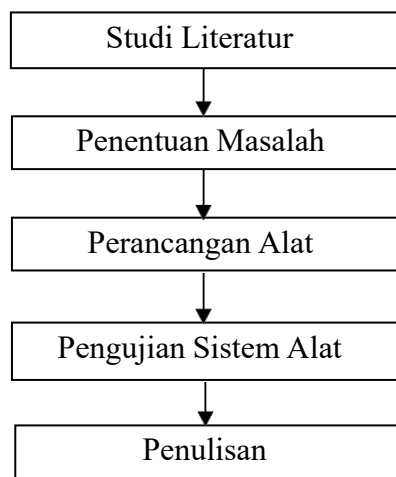 Studi Literatur
Penentuan Masalah
Perancangan Alat
Pengujian Sistem Alat
Penulisan